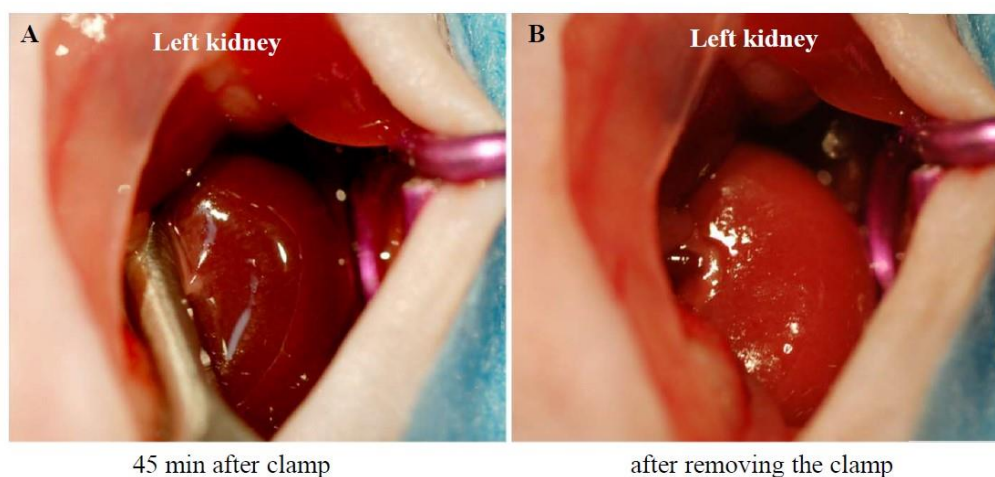 A
Left kidney
B
Left kidney
45 min after clamp
after removing the clamp